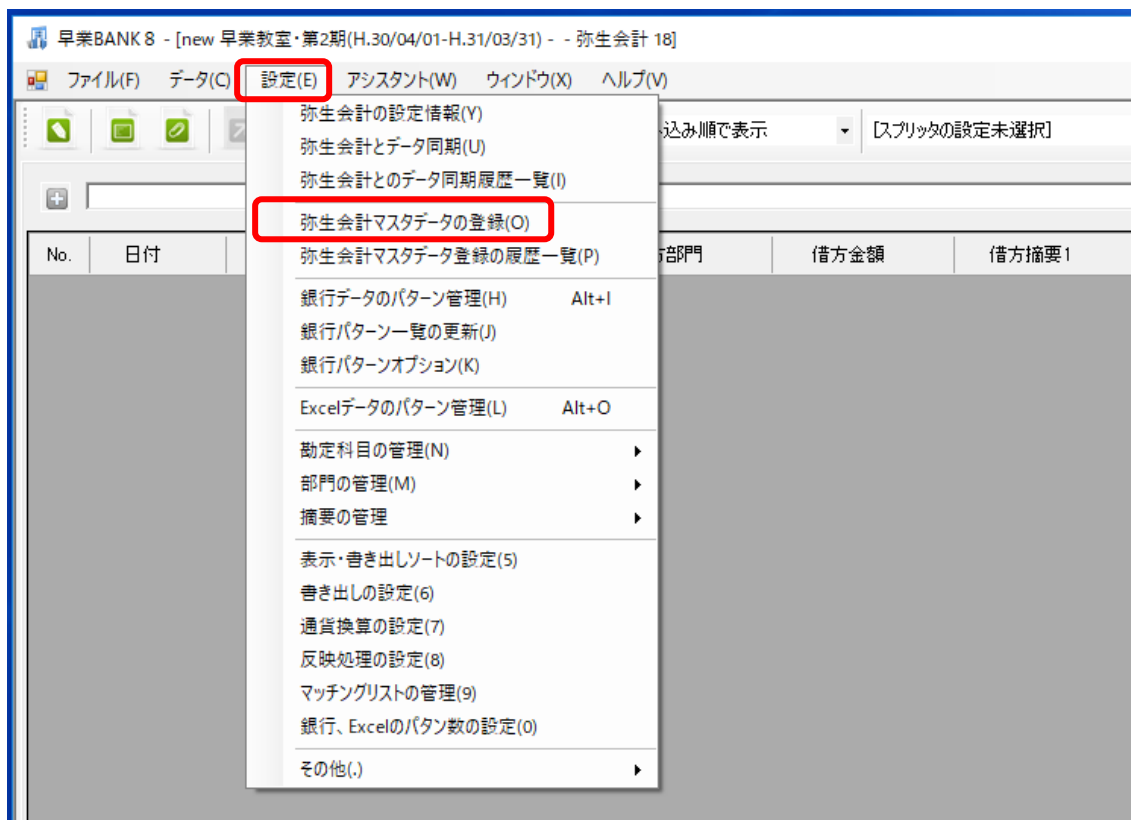 早業BANK 8 - [new 早業教室・第2期(H.30/04/01-H.31/03/31) - - 弥生会計 18]
ファイル(F) データ(C) 設定(E) アシスタント(W) ウィンドウ(X) ヘルプ(V)
込み順で表示 [スプリッタの設定未選択]
No. 日付 部門 借方金額 借方摘要1
弥生会計の設定情報(Y)
弥生会計とデータ同期(U)
弥生会計とのデータ同期履歴一覧(I)
弥生会計マスタデータの登録(O)
弥生会計マスタデータ登録の履歴一覧(P)
銀行データのパターン管理(H) Alt+I
銀行パターン一覧の更新(J)
銀行パターンオプション(K)
Excelデータのパターン管理(L) Alt+O
勘定科目の管理(N)
部門の管理(M)
摘要の管理
表示・書き出しソートの設定(5)
書き出しの設定(6)
通貨換算の設定(7)
反映処理の設定(8)
マッチングリストの管理(9)
銀行、Excelのパタン数の設定(0)
その他(.)